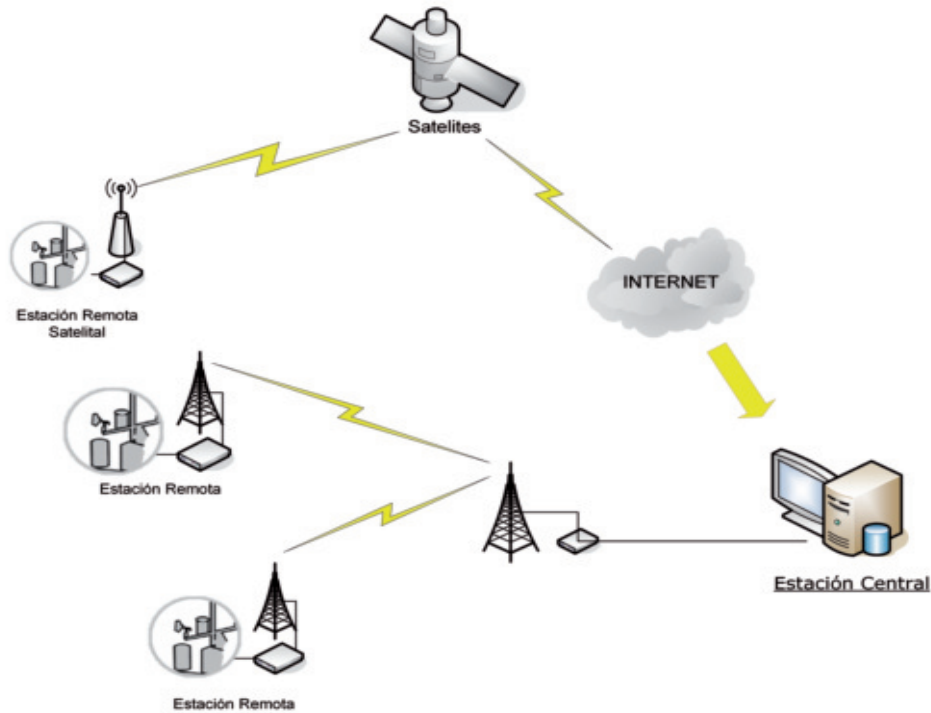 Satelites
INTERNET
Estación Remota
Satelital
Estación Remota
Estación Central
Estación Remota